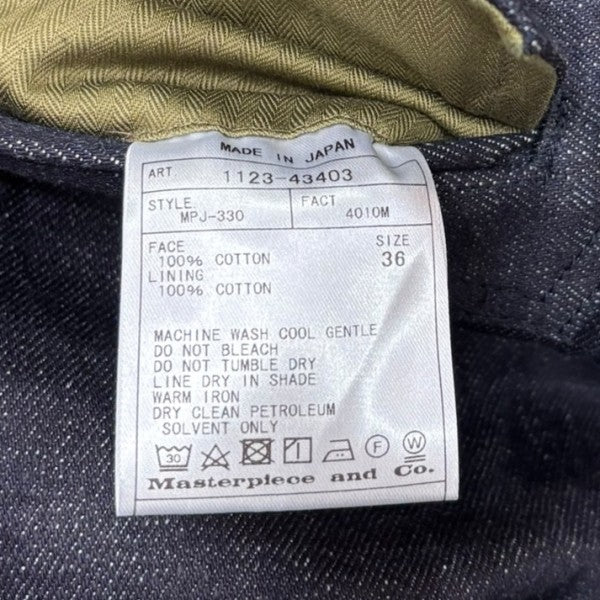 MADE IN JAPAN
ART. 1123-43403
STYLE MPJ-330 FACT 4010M
FACE SIZE
100% COTTON 36
LINING
100% COTTON
MACHINE WASH COOL GENTLE
DO NOT BLEACH
DO NOT TUMBLE DRY
LINE DRY IN SHADE
WARM IRON
DRY CLEAN PETROLEUM
SOLVENT ONLY
30 F W
Masterpiece and Co.